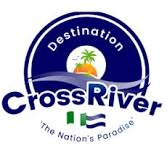 Destination
CrossRiver
'The Nation's Paradise'